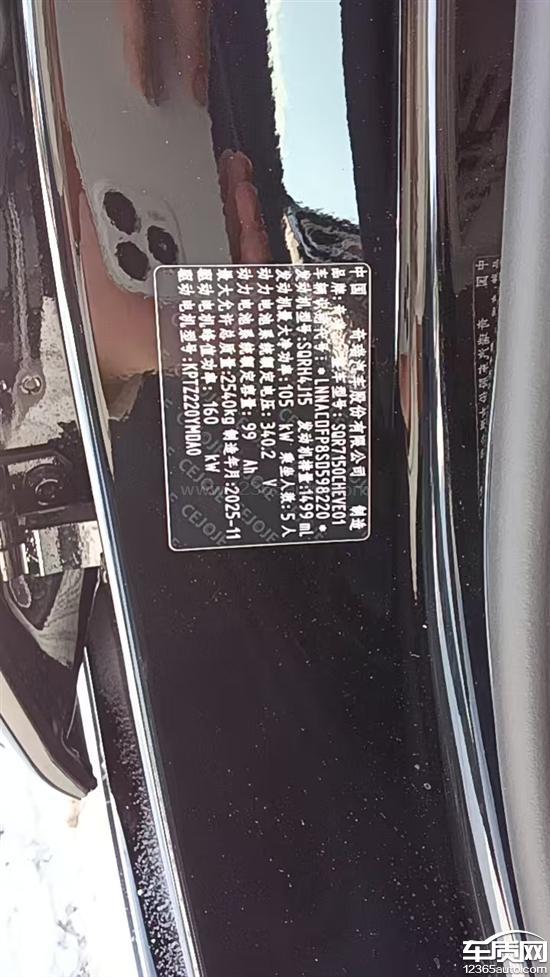 中国 奇瑞汽车股份有限公司 制造
品牌:奇瑞 车型号:SQR7150CHEVE01
车辆识别代号:*LNNACDFP8SD598220*
发动机型号:SQRH4J15 发动机排量:1499 ml
发动机最大净功率:105 kW 乘坐人数:5人
动力电池系统额定电压:340.2 V
动力电池系统额定容量:99 Ah
最大允许总质量:2540kg 制造年月:2025-11
驱动电机峰值功率:160 kW
驱动电机型号:KPTZ220YMDA0
CEJOJE
中国
车质网
12365auto.com